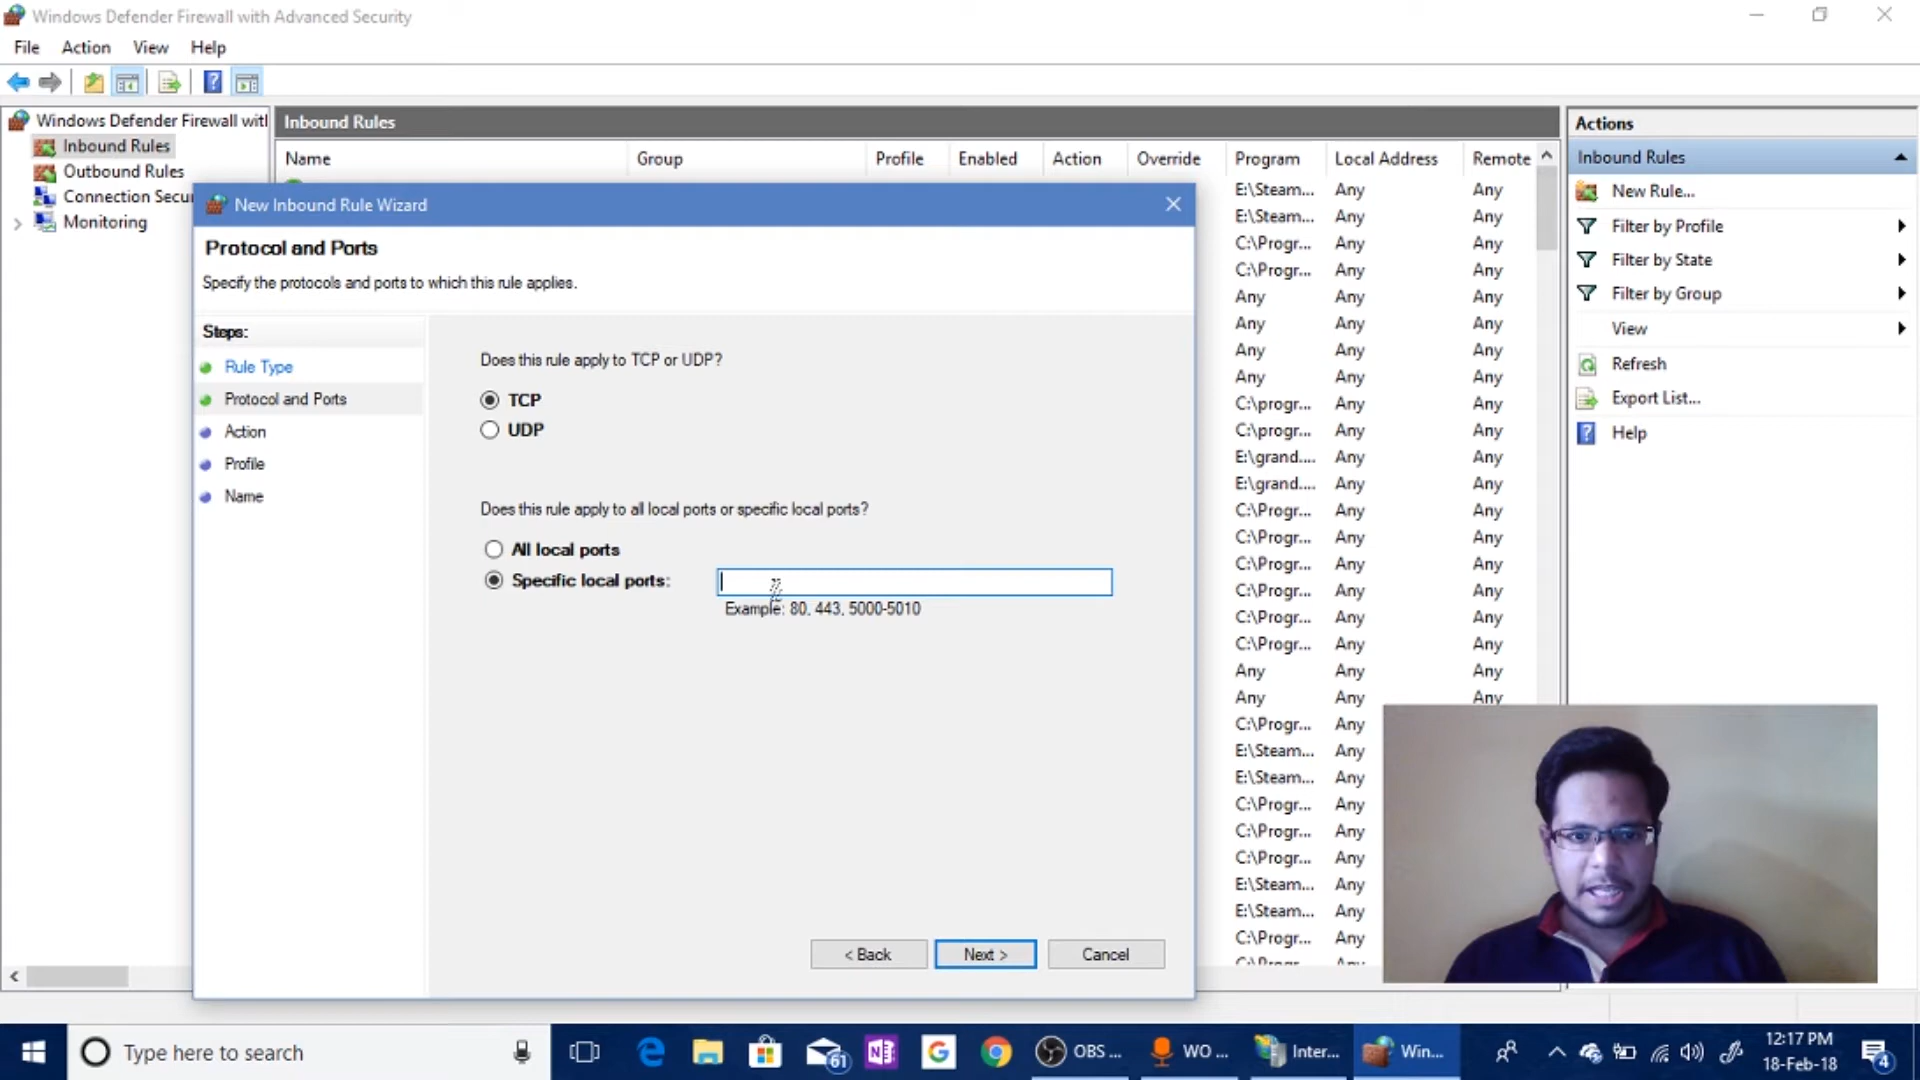 Windows Defender Firewall with Advanced Security
File Action View Help
Windows Defender Firewall witl
Inbound Rules
Outbound Rules
Connection Secu
Monitoring
Inbound Rules
Name Group Profile Enabled Action Override Program Local Address Remote
E:\Steam... Any Any
E:\Steam... Any Any
C:\Progr... Any Any
C:\Progr... Any Any
Any Any Any
Any Any Any
Any Any Any
Any Any Any
C:\progr... Any Any
C:\progr... Any Any
E:\grand.... Any Any
E:\grand.... Any Any
C:\Progr... Any Any
C:\Progr... Any Any
C:\Progr... Any Any
C:\Progr... Any Any
C:\Progr... Any Any
C:\Progr... Any Any
Any Any Any
Any Any Any
C:\Progr... Any
E:\Steam... Any
E:\Steam... Any
C:\Progr... Any
C:\Progr... Any
C:\Progr... Any
E:\Steam... Any
E:\Steam... Any
C:\Progr... Any
C:\Progr... Any
New Inbound Rule Wizard
Protocol and Ports
Specify the protocols and ports to which this rule applies.
Steps:
Rule Type
Protocol and Ports
Action
Profile
Name
Does this rule apply to TCP or UDP?
TCP
UDP
Does this rule apply to all local ports or specific local ports?
All local ports
Specific local ports:
Example: 80, 443, 5000-5010
< Back Next > Cancel
Actions
Inbound Rules
New Rule...
Filter by Profile
Filter by State
Filter by Group
View
Refresh
Export List...
Help
Type here to search
61
OBS ...
WO ...
Inter...
Win...
12:17 PM
18-Feb-18
4